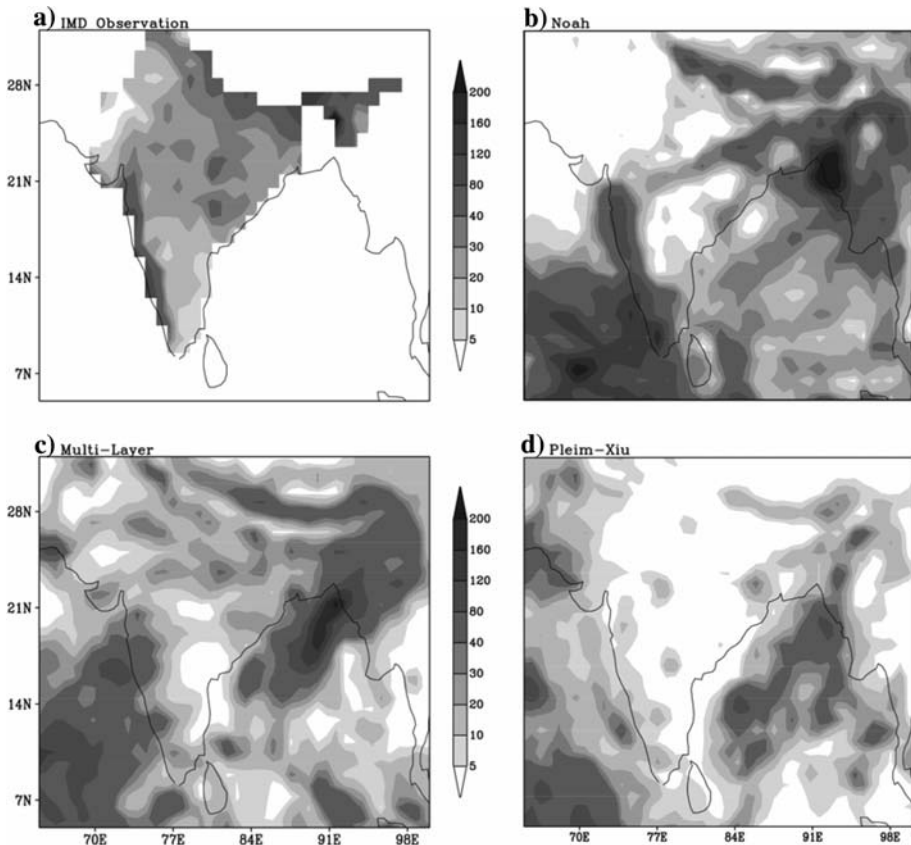 a) IMD Observation
b) Noah
28N
21N
14N
7N
200
160
120
80
40
30
20
10
5
c) Multi-Layer
d) Pleim-Xiu
28N
21N
14N
7N
200
160
120
80
40
30
20
10
5
70E 77E 84E 91E 98E
70E 77E 84E 91E 98E